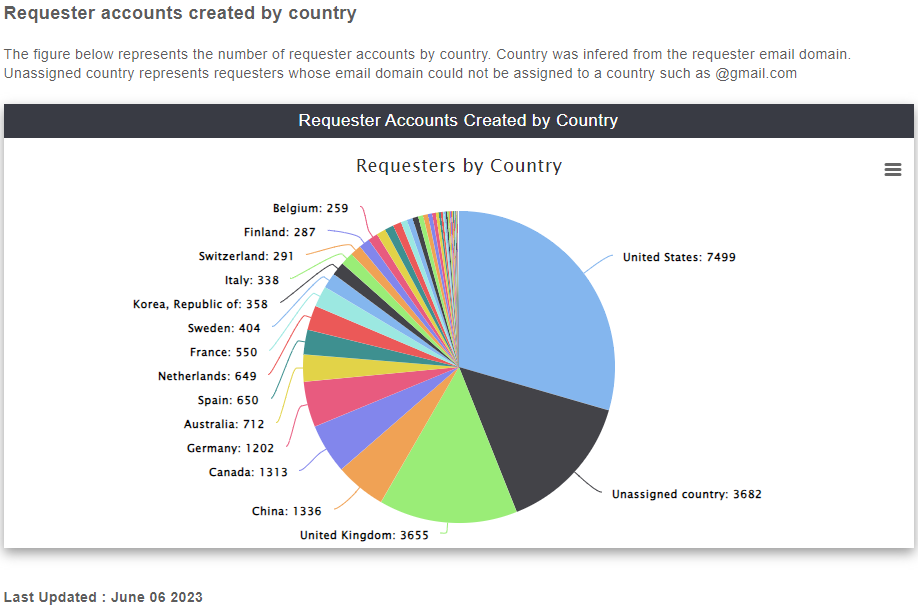 Requester accounts created by country
The figure below represents the number of requester accounts by country. Country was infered from the requester email domain.
Unassigned country represents requesters whose email domain could not be assigned to a country such as @gmail.com
Requester Accounts Created by Country
Requesters by Country
Belgium: 259
Finland: 287
Switzerland: 291
Italy: 338
Korea, Republic of: 358
Sweden: 404
France: 550
Netherlands: 649
Spain: 650
Australia: 712
Germany: 1202
Canada: 1313
China: 1336
United Kingdom: 3655
United States: 7499
Unassigned country: 3682
Last Updated : June 06 2023